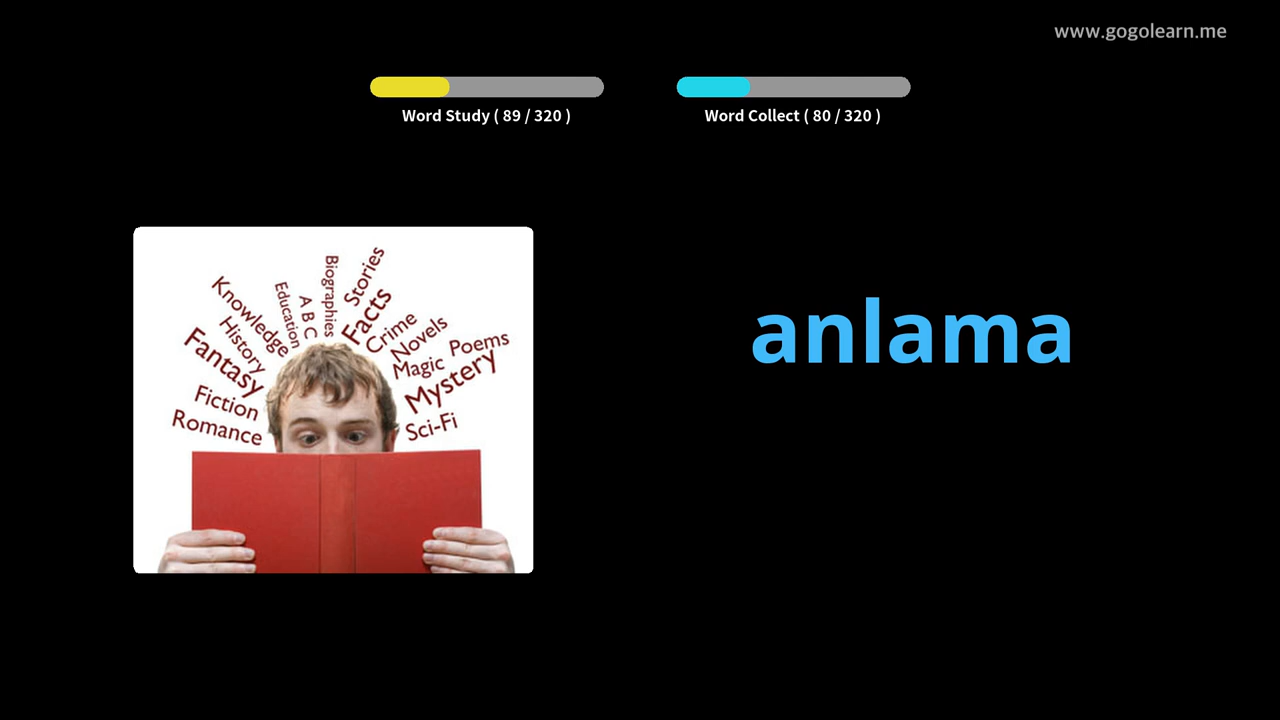 www.gogolearn.me
Word Study ( 89 / 320 )
Word Collect ( 80 / 320 )
anlama
Romance
Fiction
Fantasy
History
Knowledge
Education
A B C
Biographies
Stories
Facts
Crime
Novels
Magic
Poems
Mystery
Sci-Fi